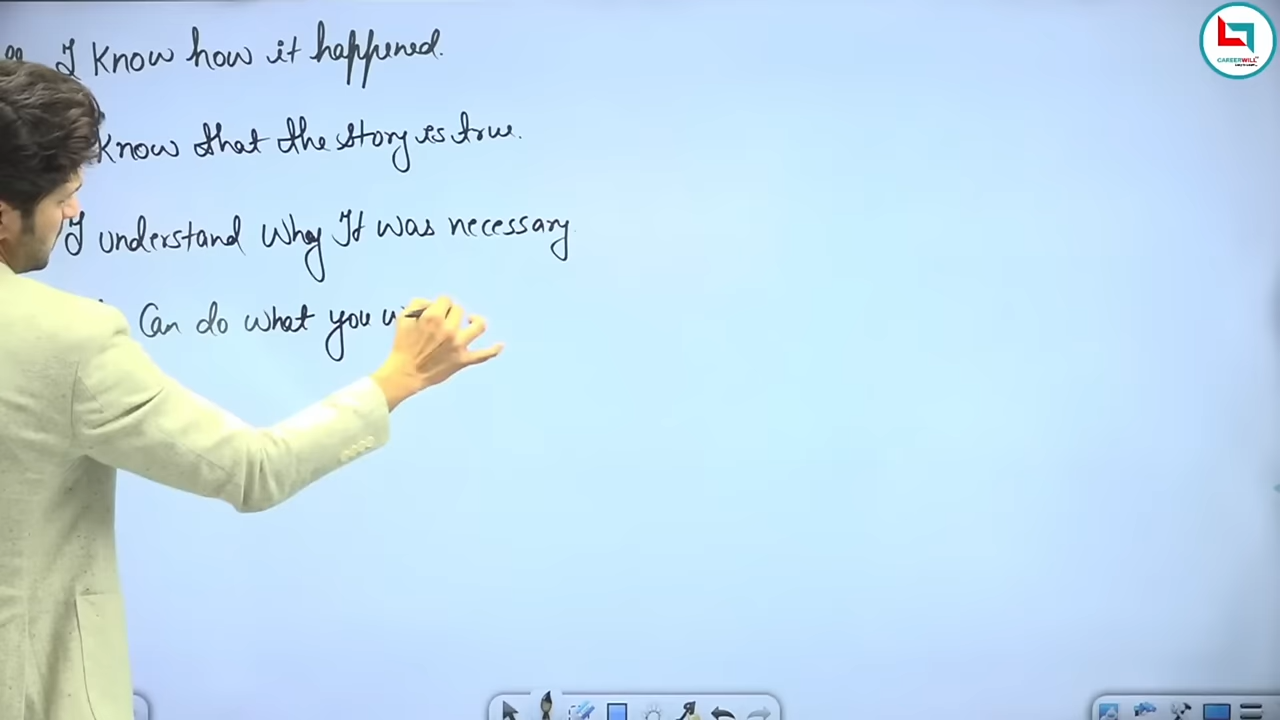 I know how it happened.
know that the story is true.
I understand why It was necessary.
Can do what you
CAREERWILL